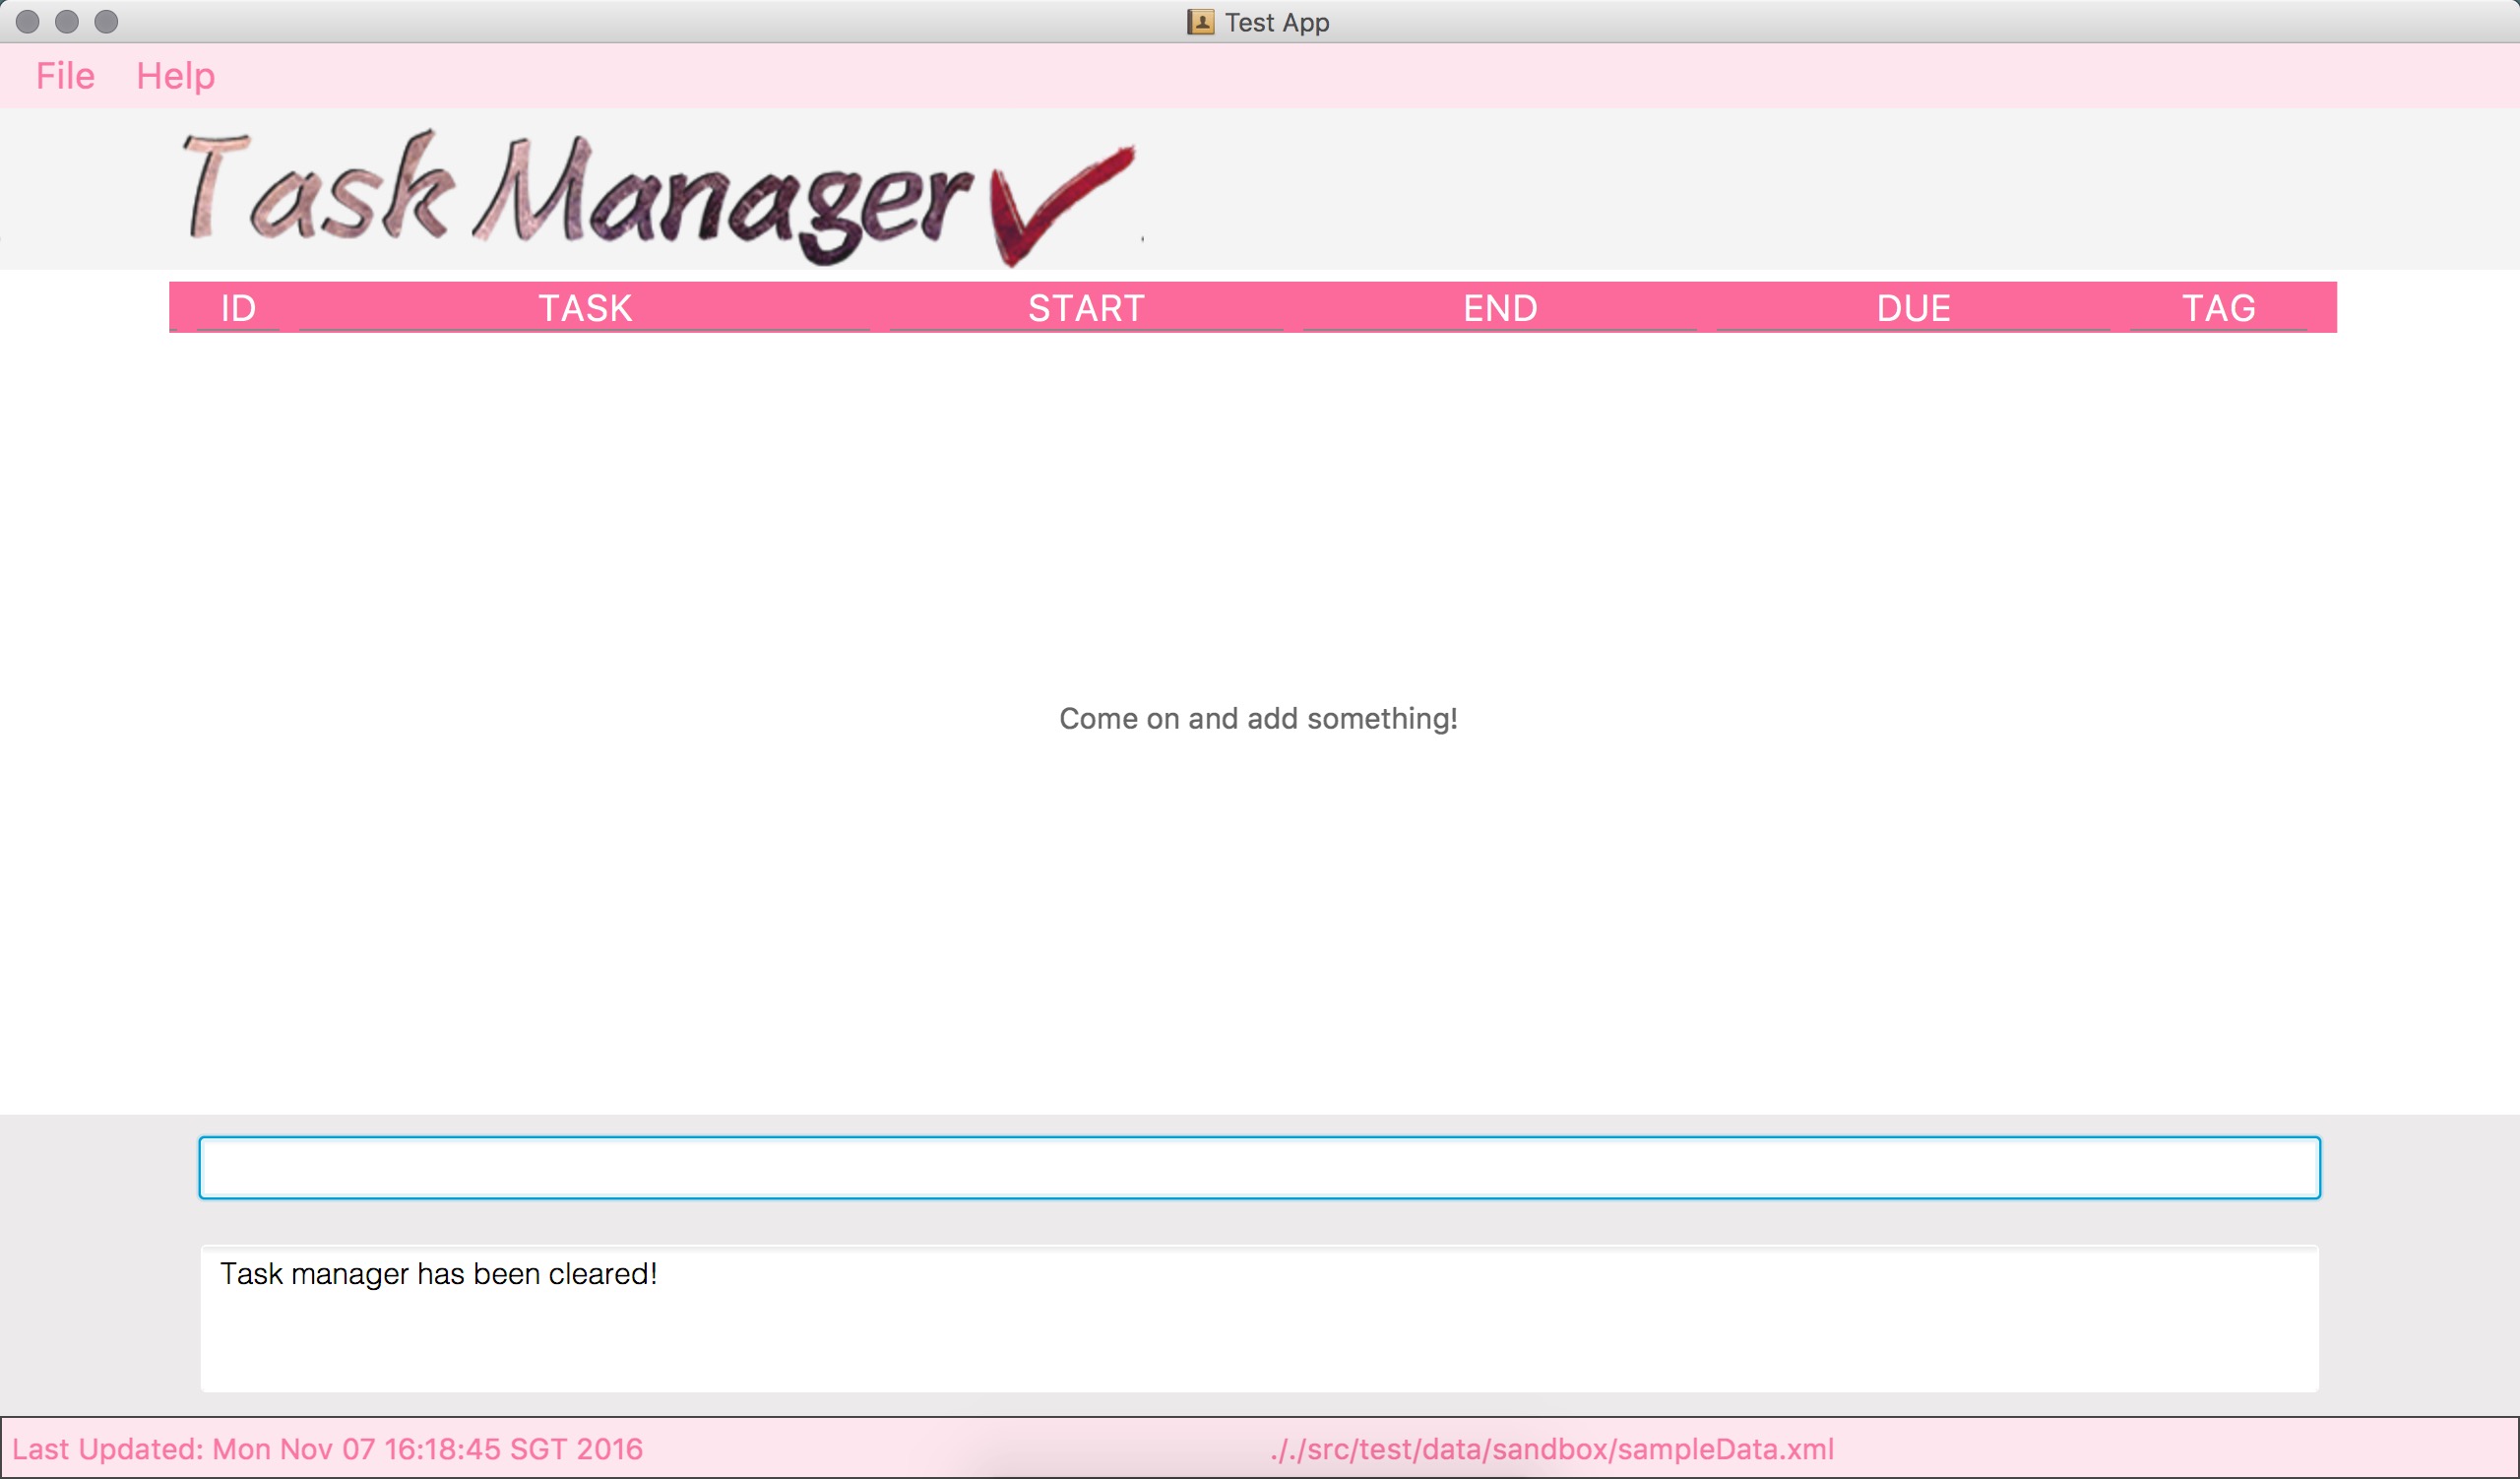 Test App
File Help
Task Manager
ID TASK START END DUE TAG
Come on and add something!
Task manager has been cleared!
Last Updated: Mon Nov 07 16:18:45 SGT 2016 ././src/test/data/sandbox/sampleData.xml